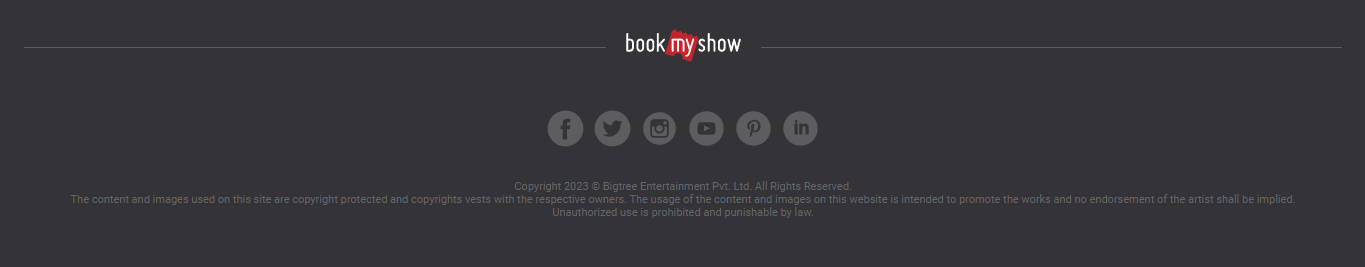 book my show
Copyright 2023 © Bigtree Entertainment Pvt. Ltd. All Rights Reserved.
The content and images used on this site are copyright protected and copyrights vests with the respective owners. The usage of the content and images on this website is intended to promote the works and no endorsement of the artist shall be implied.
Unauthorized use is prohibited and punishable by law.